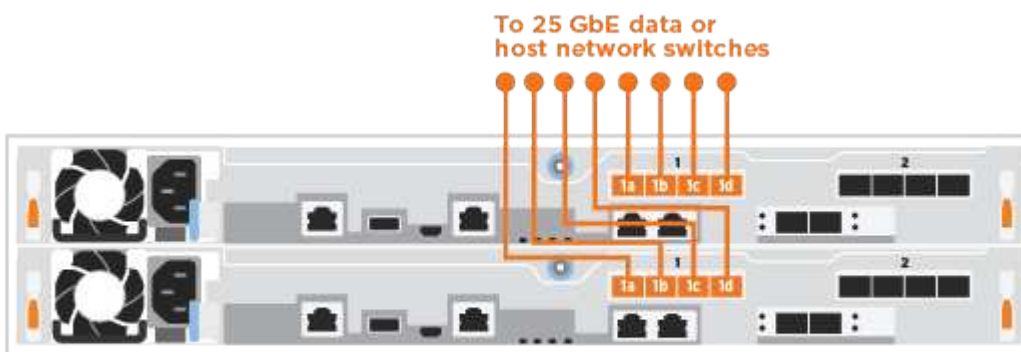 To 25 GbE data or
host network switches
1 2
1a 1b 1c 1d
1 2
1a 1b 1c 1d